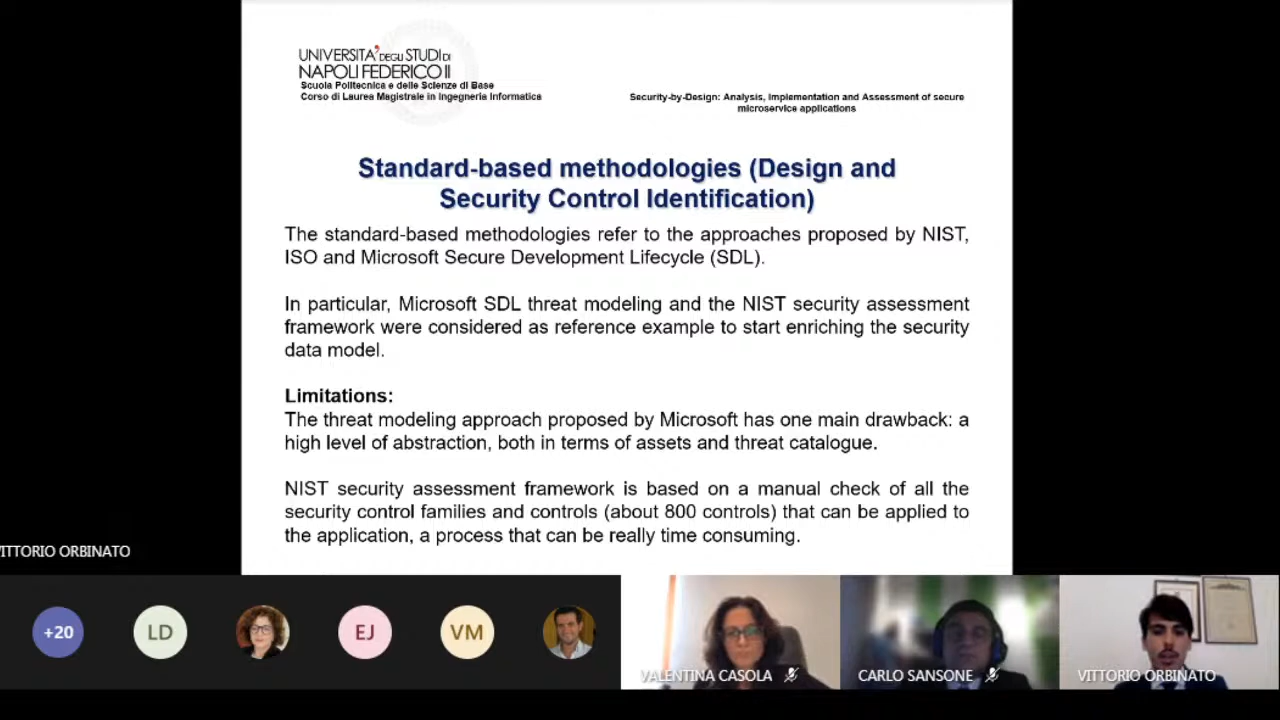 UNIVERSITA' DEGLI STUDI DI
NAPOLI FEDERICO II
Scuola Politecnica e delle Scienze di Base
Corso di Laurea Magistrale in Ingegneria Informatica
Security-by-Design: Analysis, Implementation and Assessment of secure
microservice applications
Standard-based methodologies (Design and
Security Control Identification)
The standard-based methodologies refer to the approaches proposed by NIST,
ISO and Microsoft Secure Development Lifecycle (SDL).
In particular, Microsoft SDL threat modeling and the NIST security assessment
framework were considered as reference example to start enriching the security
data model.
Limitations:
The threat modeling approach proposed by Microsoft has one main drawback: a
high level of abstraction, both in terms of assets and threat catalogue.
NIST security assessment framework is based on a manual check of all the
security control families and controls (about 800 controls) that can be applied to
the application, a process that can be really time consuming.
VITTORIO ORBINATO
+20
LD
EJ
VM
VALENTINA CASOLA
CARLO SANSONE
VITTORIO ORBINATO